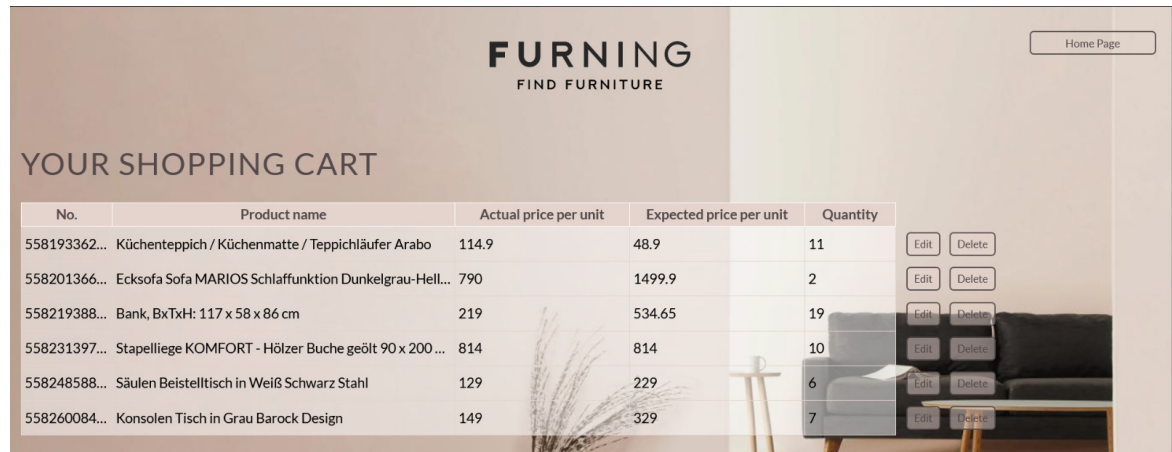 FURNING
FIND FURNITURE
Home Page
YOUR SHOPPING CART
No. Product name Actual price per unit Expected price per unit Quantity
558193362... Küchenteppich / Küchenmatte / Teppichläufer Arabo 114.9 48.9 11 Edit Delete
558201366... Ecksofa Sofa MARIOS Schlaffunktion Dunkelgrau-Hell... 790 1499.9 2 Edit Delete
558219388... Bank, BxTxH: 117 x 58 x 86 cm 219 534.65 19 Edit Delete
558231397... Stapelliege KOMFORT - Hölzer Buche geölt 90 x 200 ... 814 814 10 Edit Delete
558248588... Säulen Beistelltisch in Weiß Schwarz Stahl 129 229 6 Edit Delete
558260084... Konsolen Tisch in Grau Barock Design 149 329 7 Edit Delete